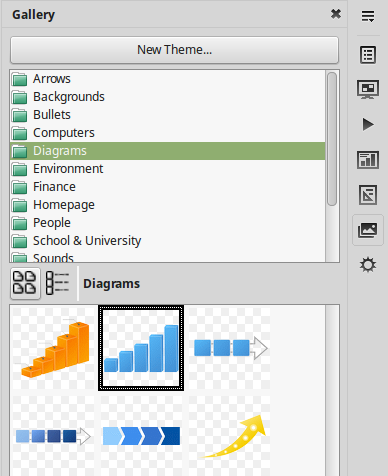 Gallery
New Theme...
Arrows
Backgrounds
Bullets
Computers
Diagrams
Environment
Finance
Homepage
People
School & University
Sounds
Diagrams